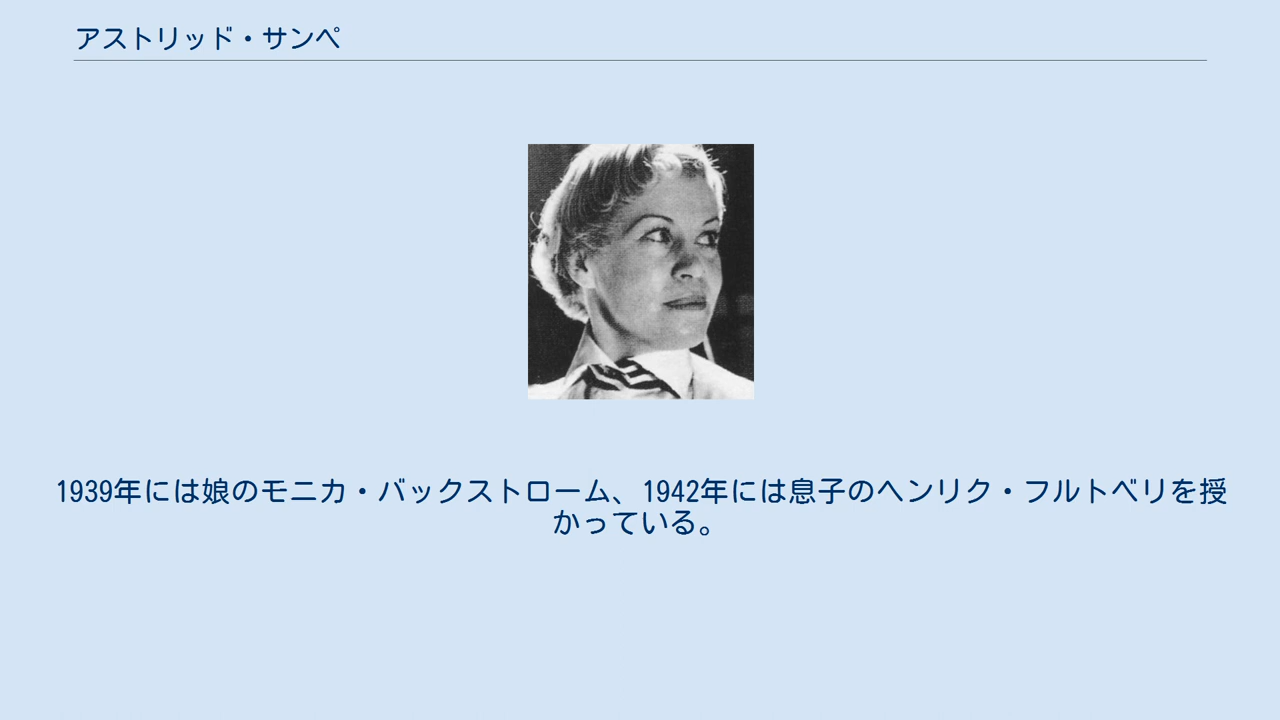 アストリッド・サンペ
1939年には娘のモニカ・バックストローム、1942年には息子のヘンリク・フルトベリを授
かっている。